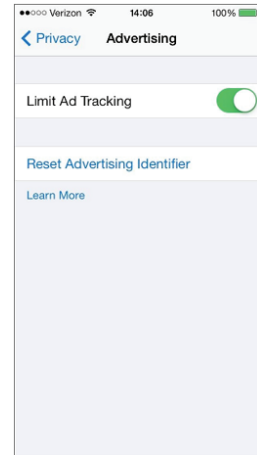 Verizon 14:06 100%
Privacy Advertising
Limit Ad Tracking
Reset Advertising Identifier
Learn More